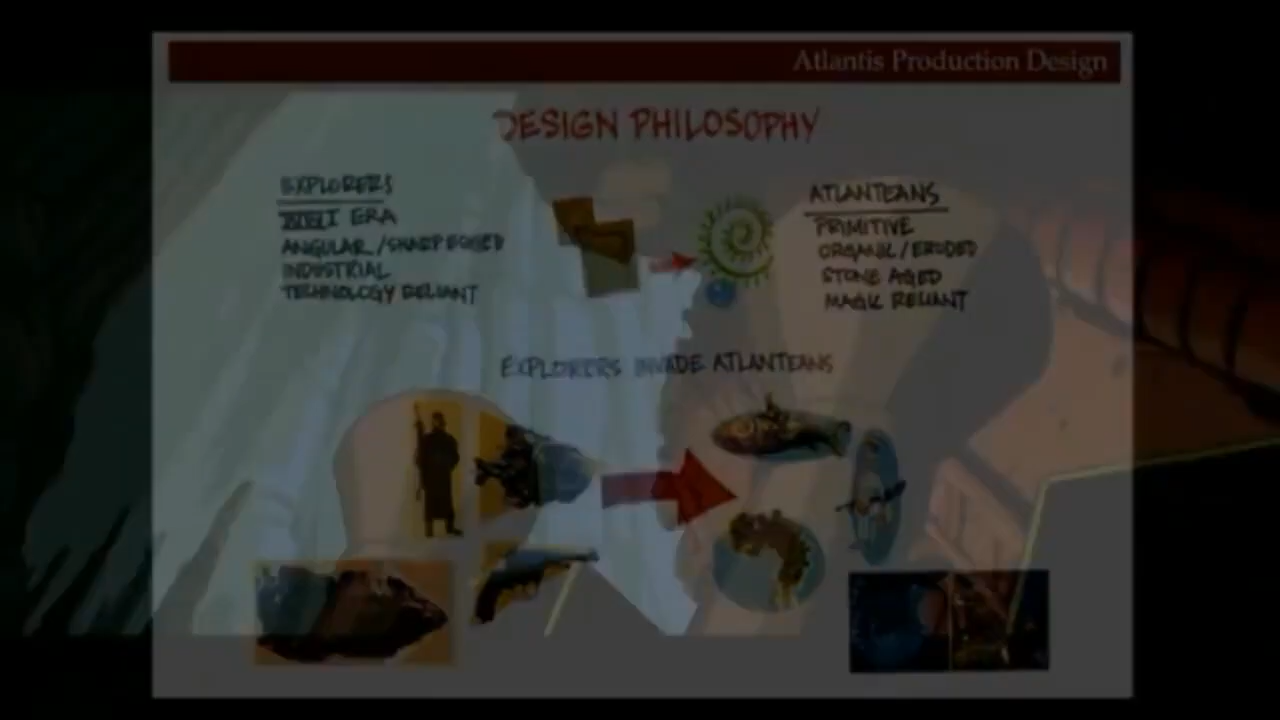 Atlantis Production Design
DESIGN PHILOSOPHY
EXPLORERS
ERA
ANGULAR/SHARP EDGED
INDUSTRIAL
TECHNOLOGY RELIANT
ATLANTEANS
PRIMITIVE
ORGANIC/ERODED
STONE AGED
MAGIC RELIANT
EXPLORERS INVADE ATLANTEANS